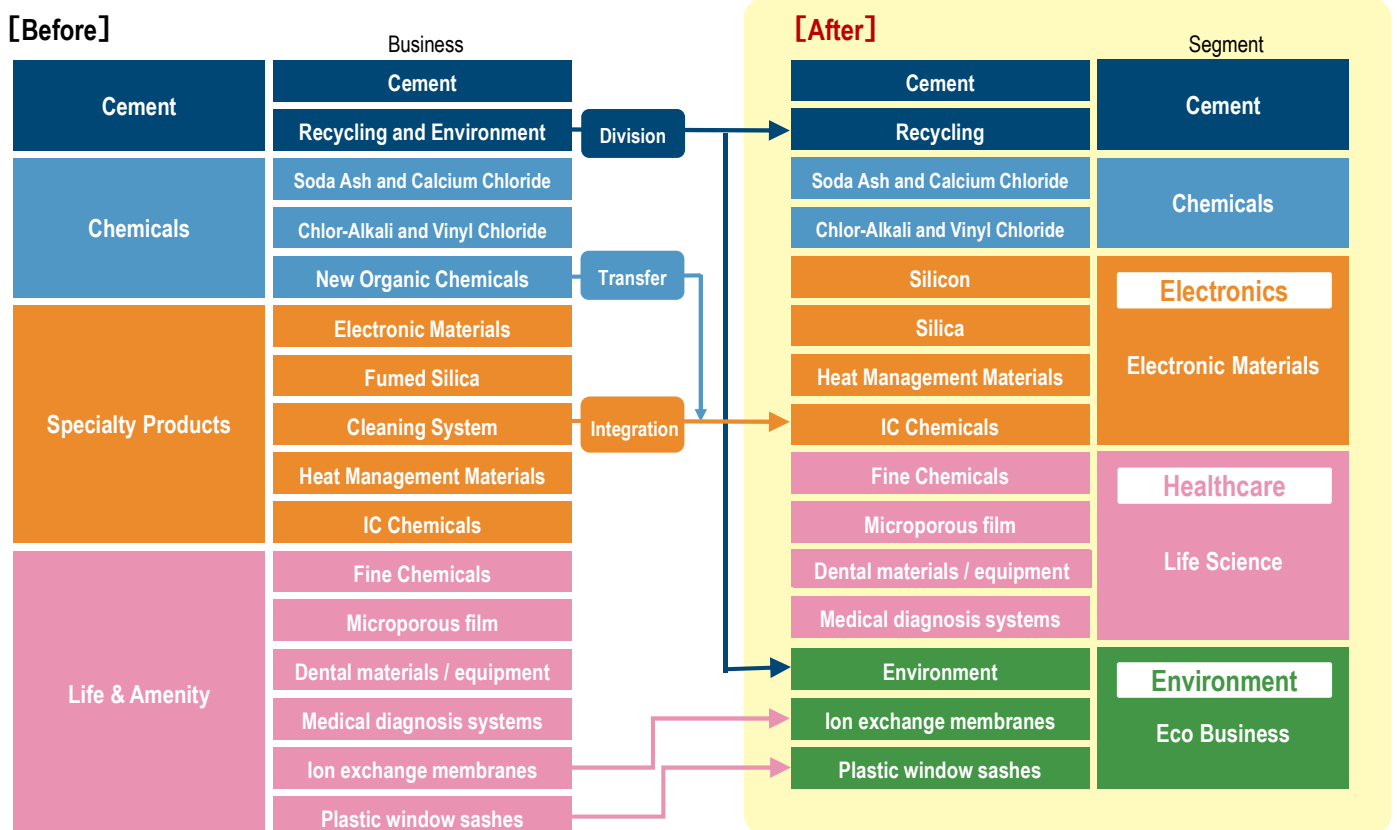 [Before]
Business
Cement
Cement
Recycling and Environment
Division
Chemicals
Soda Ash and Calcium Chloride
Chlor-Alkali and Vinyl Chloride
New Organic Chemicals
Transfer
Specialty Products
Electronic Materials
Fumed Silica
Cleaning System
Integration
Heat Management Materials
IC Chemicals
Life & Amenity
Fine Chemicals
Microporous film
Dental materials / equipment
Medical diagnosis systems
Ion exchange membranes
Plastic window sashes
[After]
Segment
Cement
Recycling
Cement
Soda Ash and Calcium Chloride
Chlor-Alkali and Vinyl Chloride
Chemicals
Silicon
Silica
Heat Management Materials
IC Chemicals
Electronics
Electronic Materials
Fine Chemicals
Microporous film
Dental materials / equipment
Medical diagnosis systems
Healthcare
Life Science
Environment
Ion exchange membranes
Plastic window sashes
Environment
Eco Business